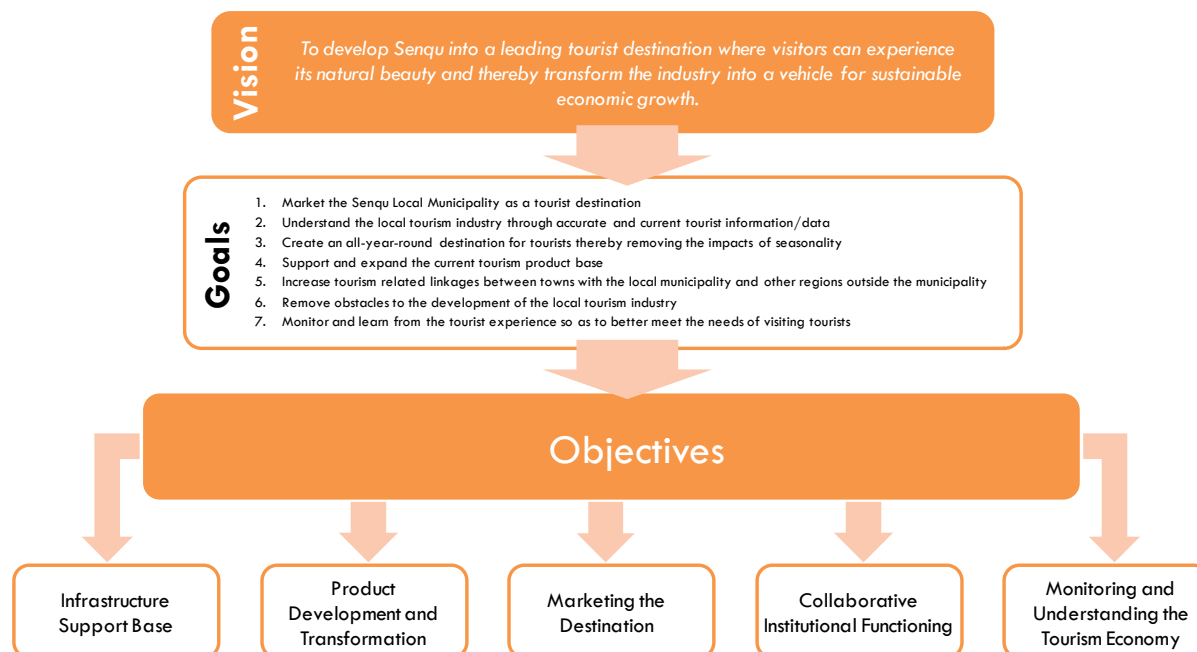 Vision
To develop Senqu into a leading tourist destination where visitors can experience
its natural beauty and thereby transform the industry into a vehicle for sustainable
economic growth.
Goals
1. Market the Senqu Local Municipality as a tourist destination
2. Understand the local tourism industry through accurate and current tourist information/data
3. Create an all-year-round destination for tourists thereby removing the impacts of seasonality
4. Support and expand the current tourism product base
5. Increase tourism related linkages between towns with the local municipality and other regions outside the municipality
6. Remove obstacles to the development of the local tourism industry
7. Monitor and learn from the tourist experience so as to better meet the needs of visiting tourists
Objectives
Infrastructure
Support Base
Product
Development and
Transformation
Marketing the
Destination
Collaborative
Institutional Functioning
Monitoring and
Understanding the
Tourism Economy